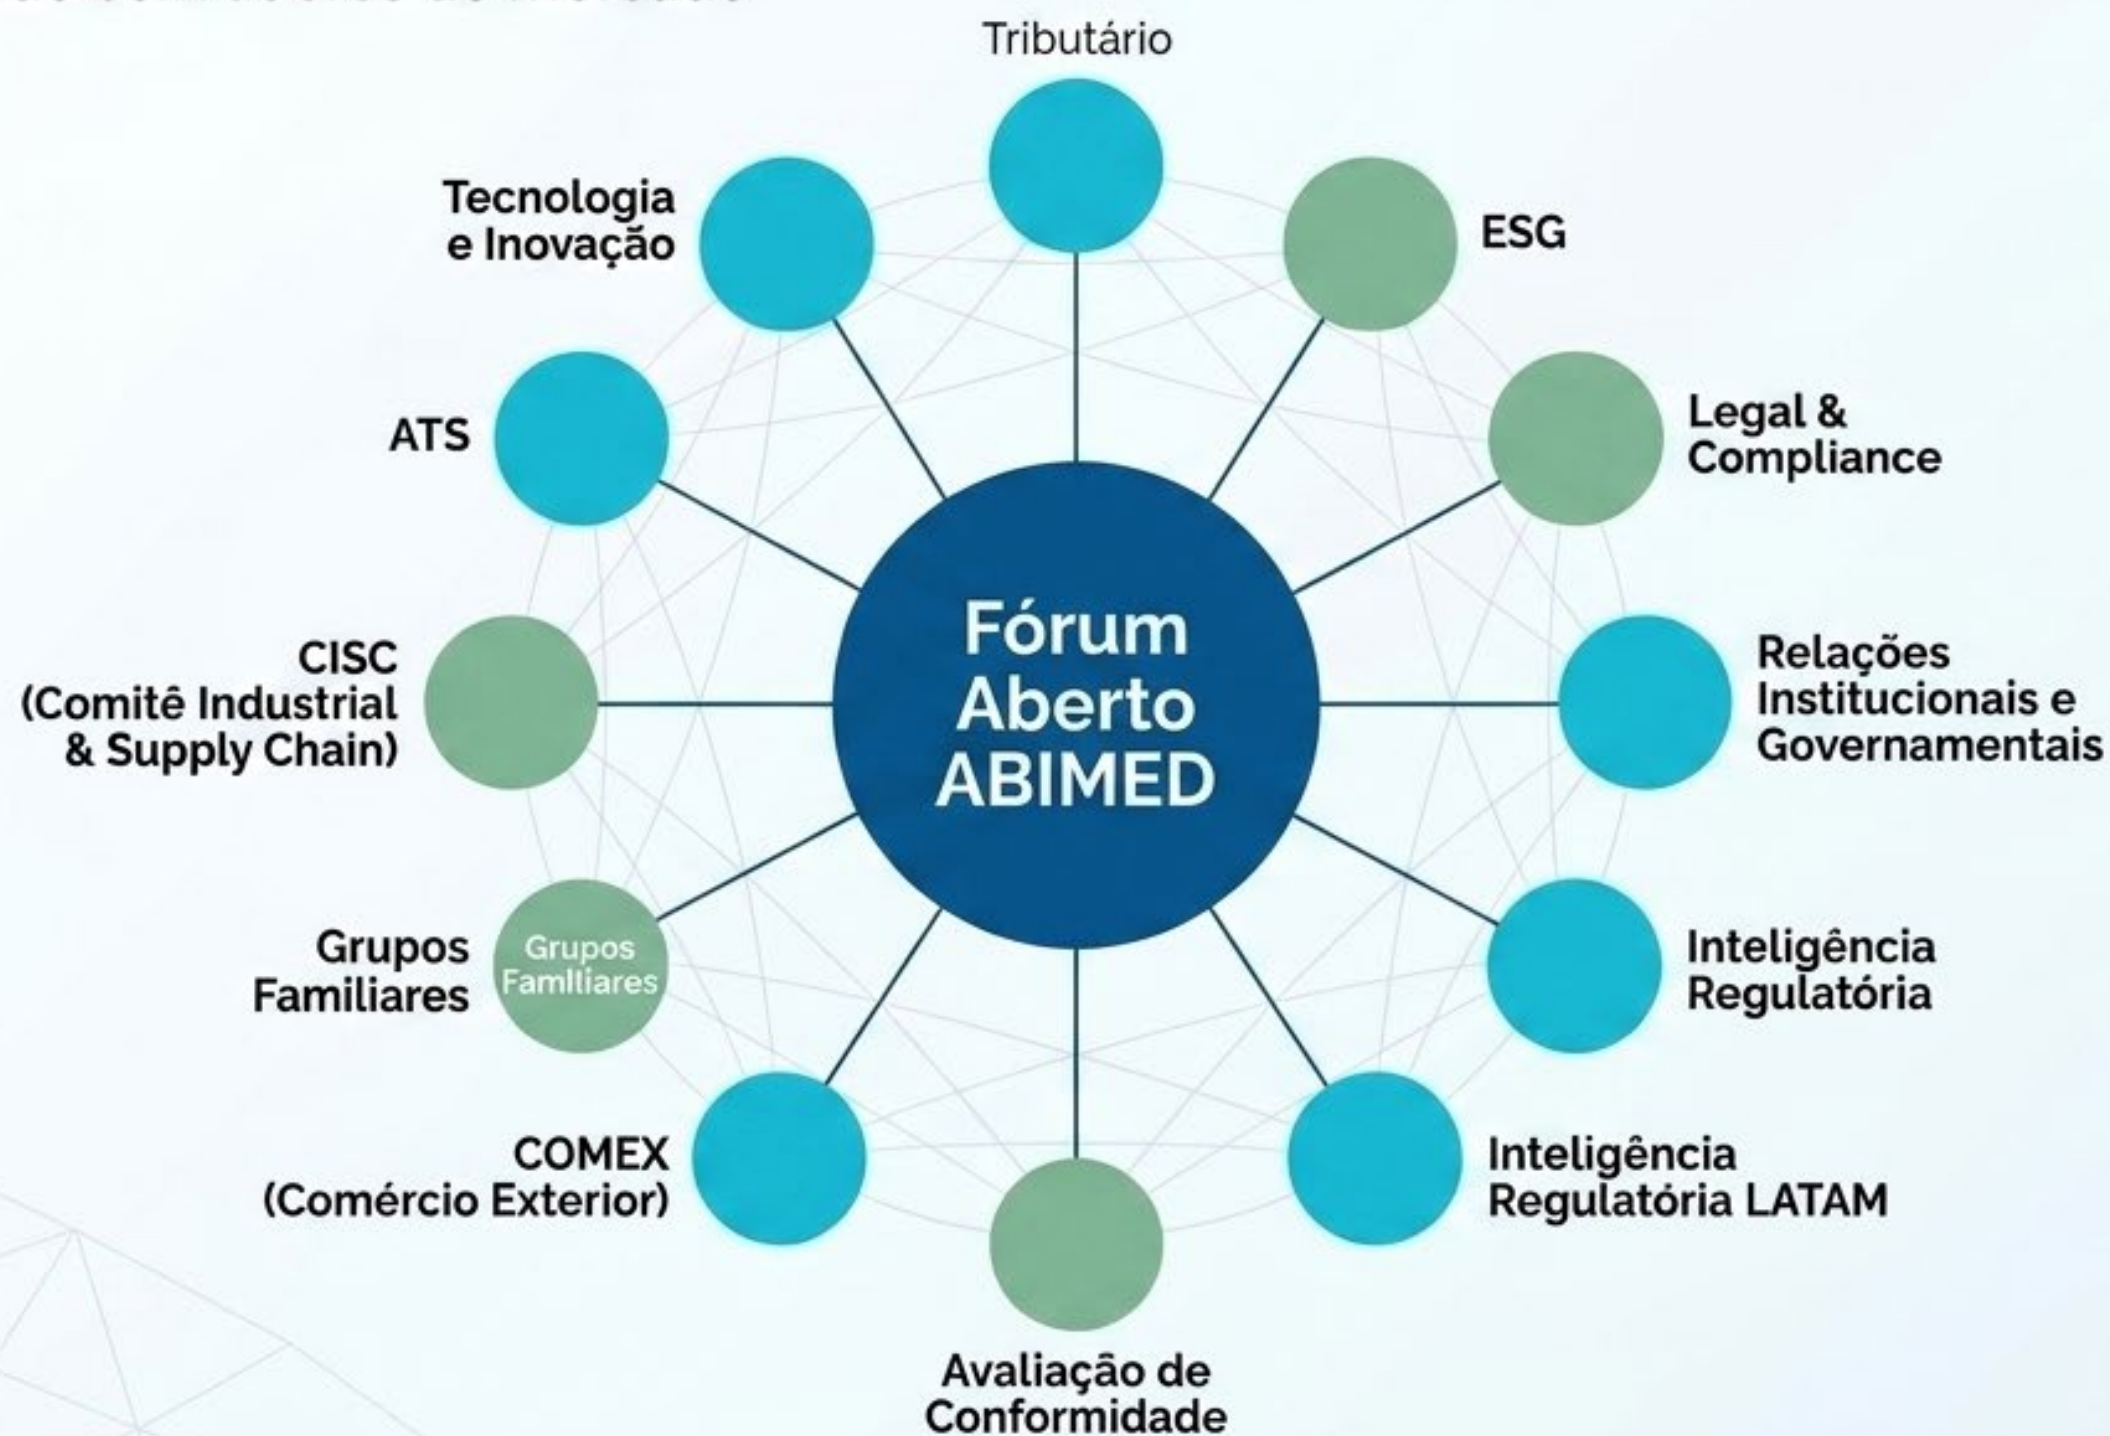 Tributário
Tecnologia
e Inovação
ESG
ATS
Legal &
Compliance
Fórum
Aberto
ABIMED
CISC
(Comitê Industrial
& Supply Chain)
Relações
Institucionais e
Governamentais
Grupos
Familiares
Grupos
Familiares
Inteligência
Regulatória
COMEX
(Comércio Exterior)
Inteligência
Regulatória LATAM
Avaliação de
Conformidade